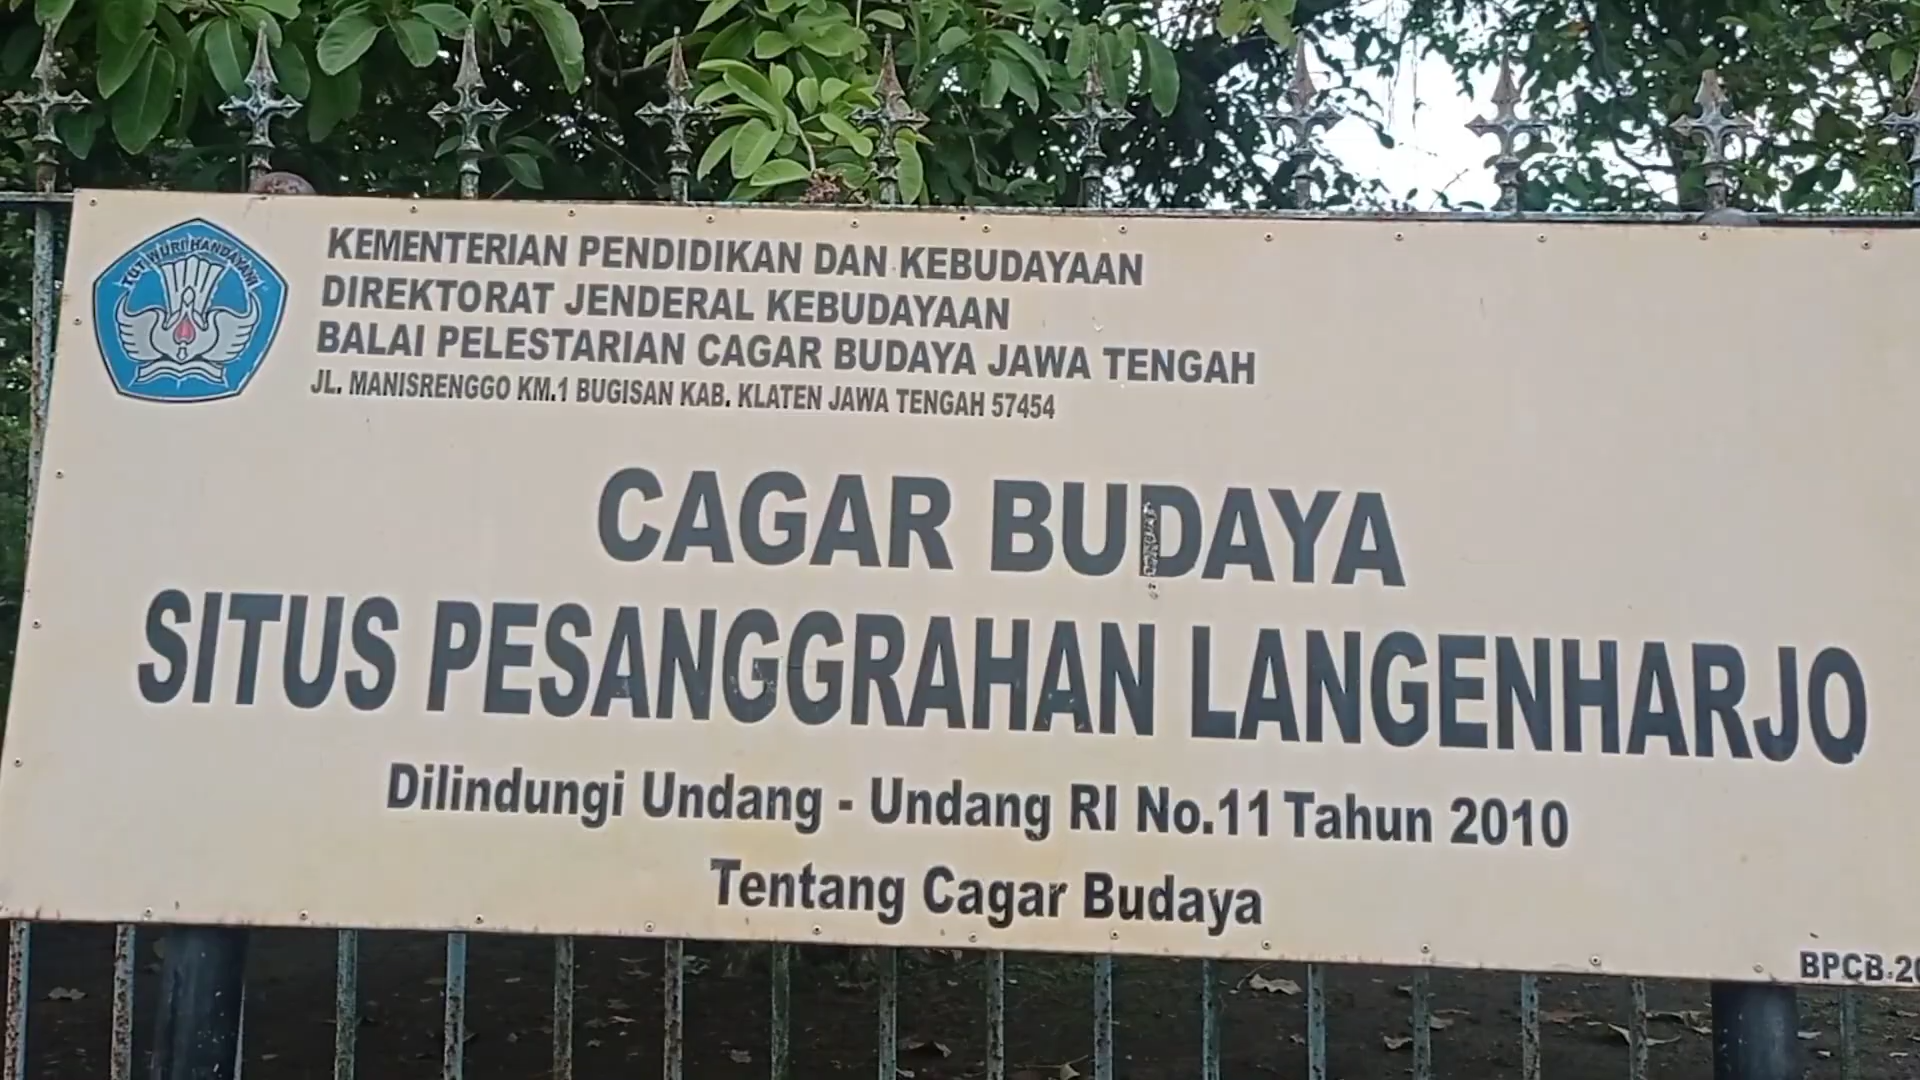 TUT WURI HANDAYANI
KEMENTERIAN PENDIDIKAN DAN KEBUDAYAAN
DIREKTORAT JENDERAL KEBUDAYAAN
BALAI PELESTARIAN CAGAR BUDAYA JAWA TENGAH
JL. MANISRENGGO KM.1 BUGISAN KAB. KLATEN JAWA TENGAH 57454
CAGAR BUDAYA
SITUS PESANGGRAHAN LANGENHARJO
Dilindungi Undang - Undang RI No.11 Tahun 2010
Tentang Cagar Budaya
BPCB